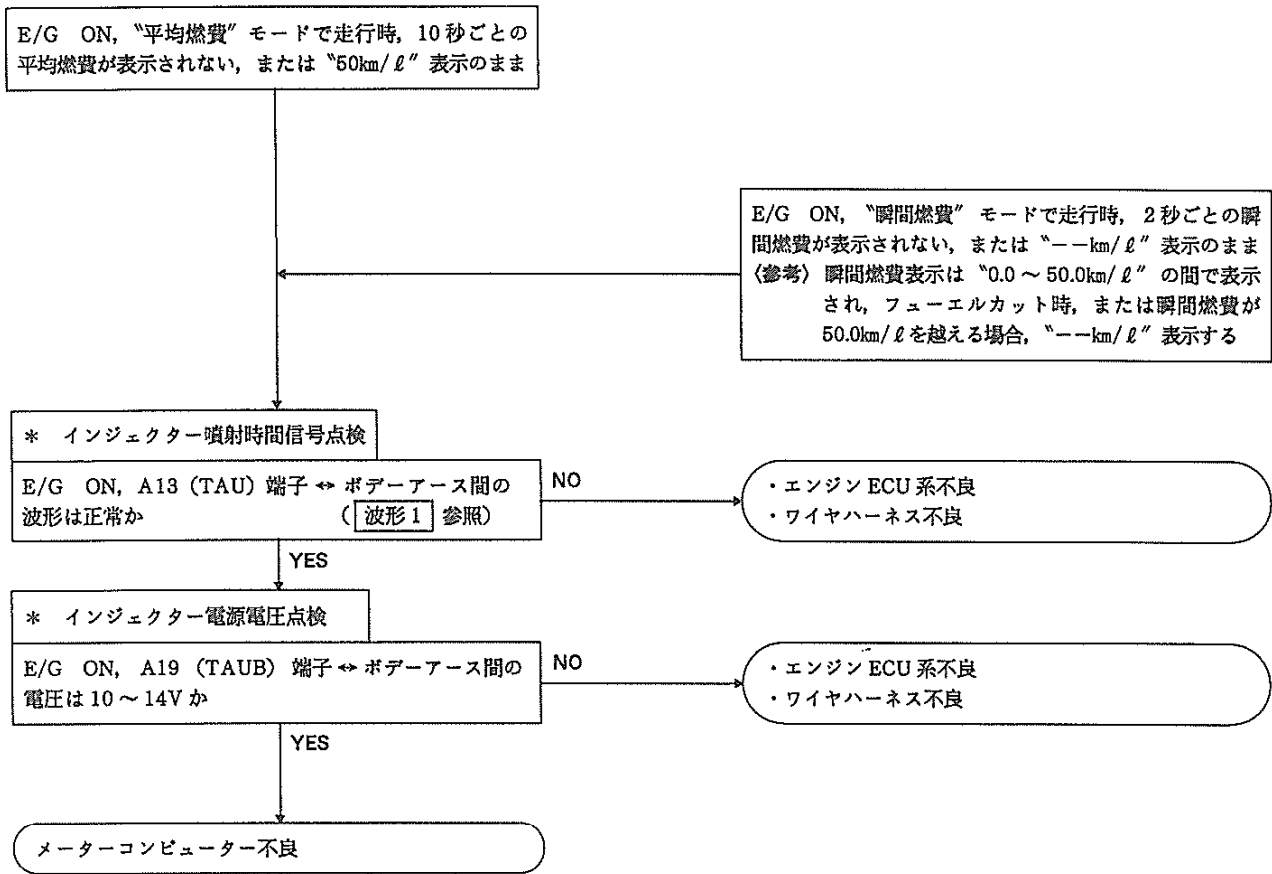 E/G ON, 〝平均燃費〞モードで走行時, 10秒ごとの
平均燃費が表示されない, または〝50km/ℓ〞表示のまま
E/G ON, 〝瞬間燃費〞モードで走行時, 2秒ごとの瞬
間燃費が表示されない, または〝――km/ℓ〞表示のまま
〈参考〉瞬間燃費表示は〝0.0～50.0km/ℓ〞の間で表示
され, フューエルカット時, または瞬間燃費が
50.0km/ℓを越える場合, 〝――km/ℓ〞表示する
＊ インジェクター噴射時間信号点検
E/G ON, A13（TAU）端子↔ボデーアース間の
波形は正常か （波形1 参照）
NO
・エンジンECU系不良
・ワイヤハーネス不良
YES
＊ インジェクター電源電圧点検
E/G ON, A19（TAUB）端子↔ボデーアース間の
電圧は10～14Vか
NO
・エンジンECU系不良
・ワイヤハーネス不良
YES
メーターコンピューター不良